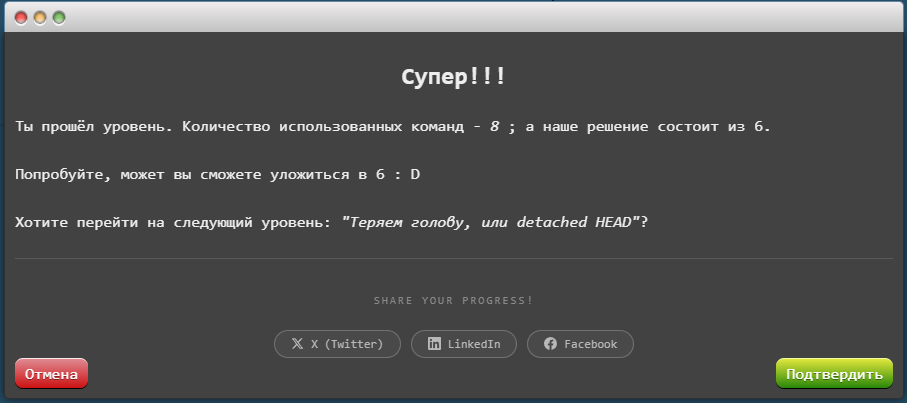 Супер!!!
Ты прошёл уровень. Количество использованных команд - 8 ; а наше решение состоит из 6.
Попробуйте, может вы сможете уложиться в 6 : D
Хотите перейти на следующий уровень: "Теряем голову, или detached HEAD"?
SHARE YOUR PROGRESS!
X (Twitter) LinkedIn Facebook
Отмена Подтвердить